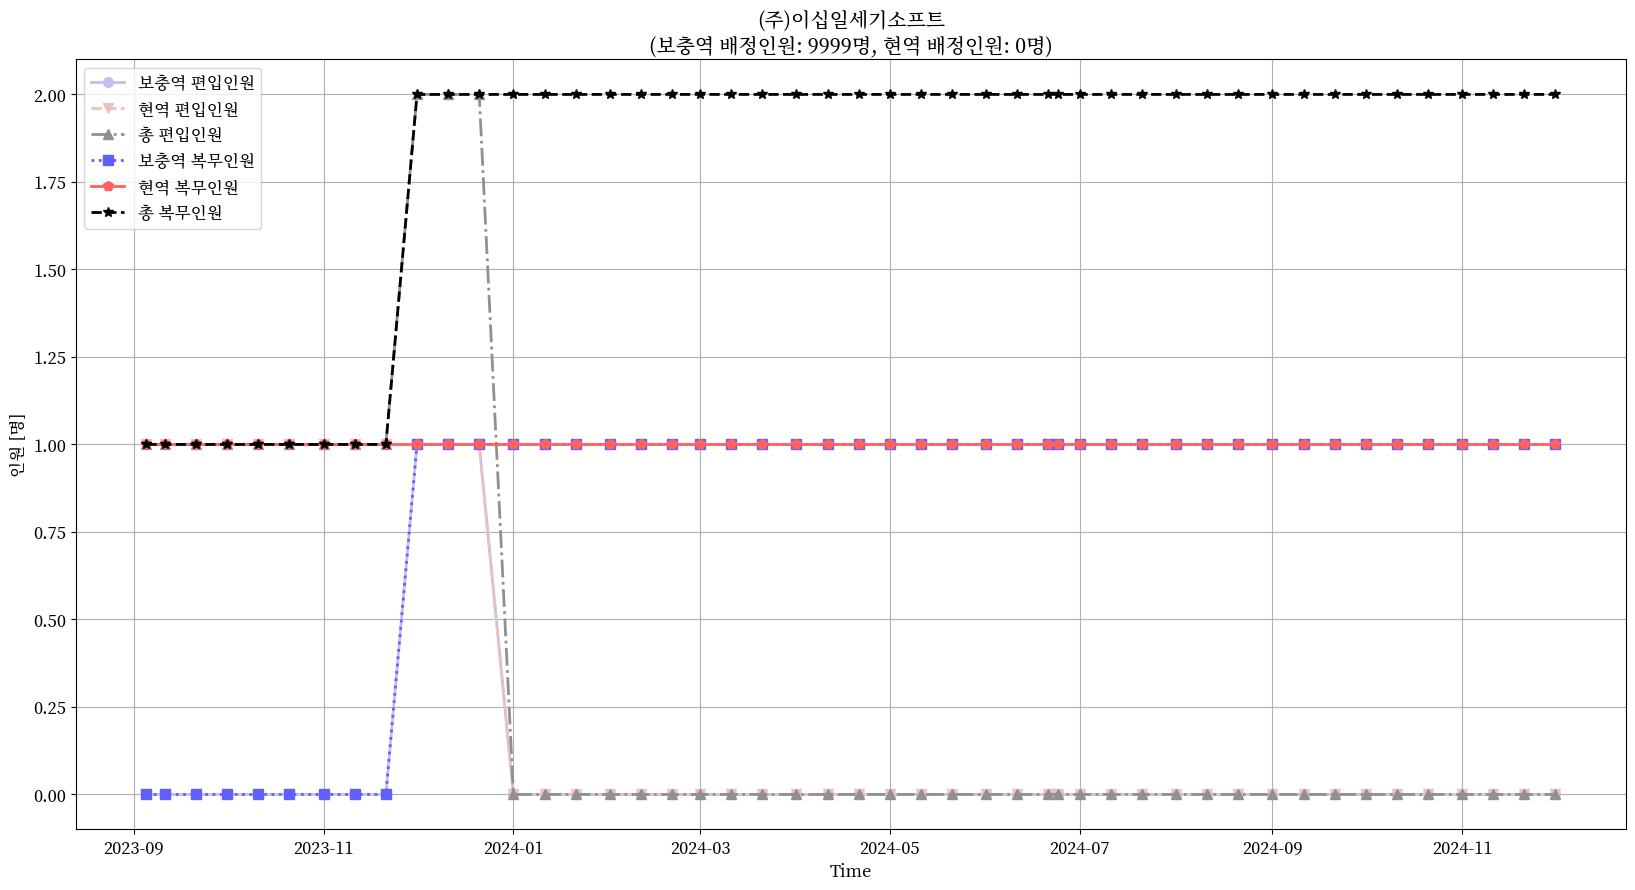 (주)이십일세기소프트
(보충역 배정인원: 9999명, 현역 배정인원: 0명)
보충역 편입인원
현역 편입인원
총 편입인원
보충역 복무인원
현역 복무인원
총 복무인원
2.00
1.75
1.50
1.25
1.00
0.75
0.50
0.25
0.00
인원 [명]
2023-09 2023-11 2024-01 2024-03 2024-05 2024-07 2024-09 2024-11
Time